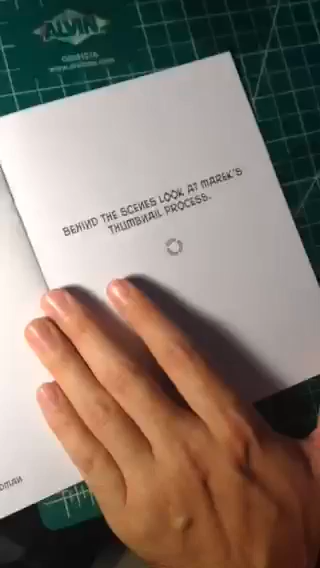 ALVIN
BEHIND THE SCENES LOOK AT MAREK'S
THUMBNAIL PROCESS.